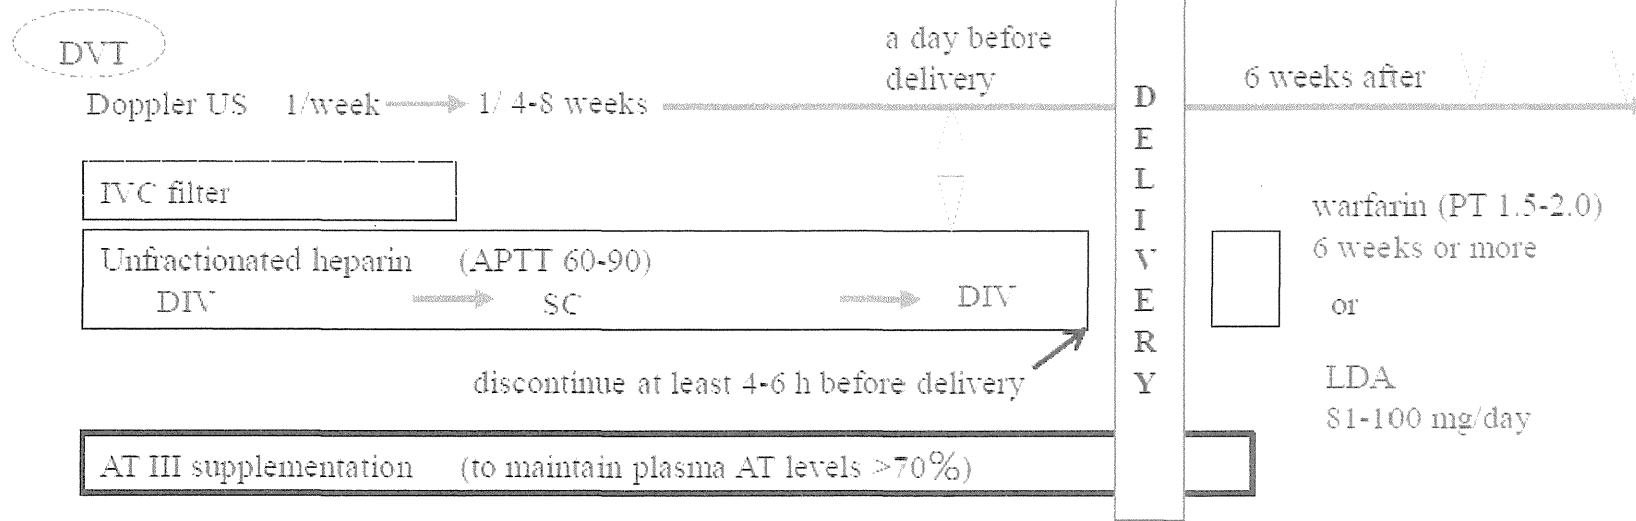 DVT
a day before
delivery
Doppler US 1/week 1/ 4-8 weeks
6 weeks after
DELIVERY
IVC filter
Unfractionated heparin (APTT 60-90)
DIV SC DIV
discontinue at least 4-6 h before delivery
AT III supplementation (to maintain plasma AT levels >70%)
warfarin (PT 1.5-2.0)
6 weeks or more
or
LDA
81-100 mg/day